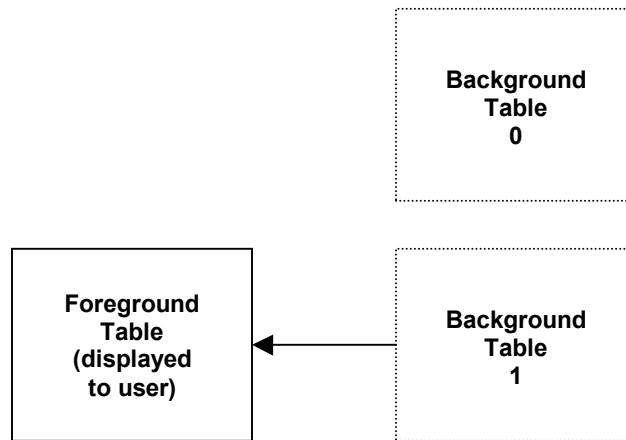 Background
Table
0
Foreground
Table
(displayed
to user)
Background
Table
1